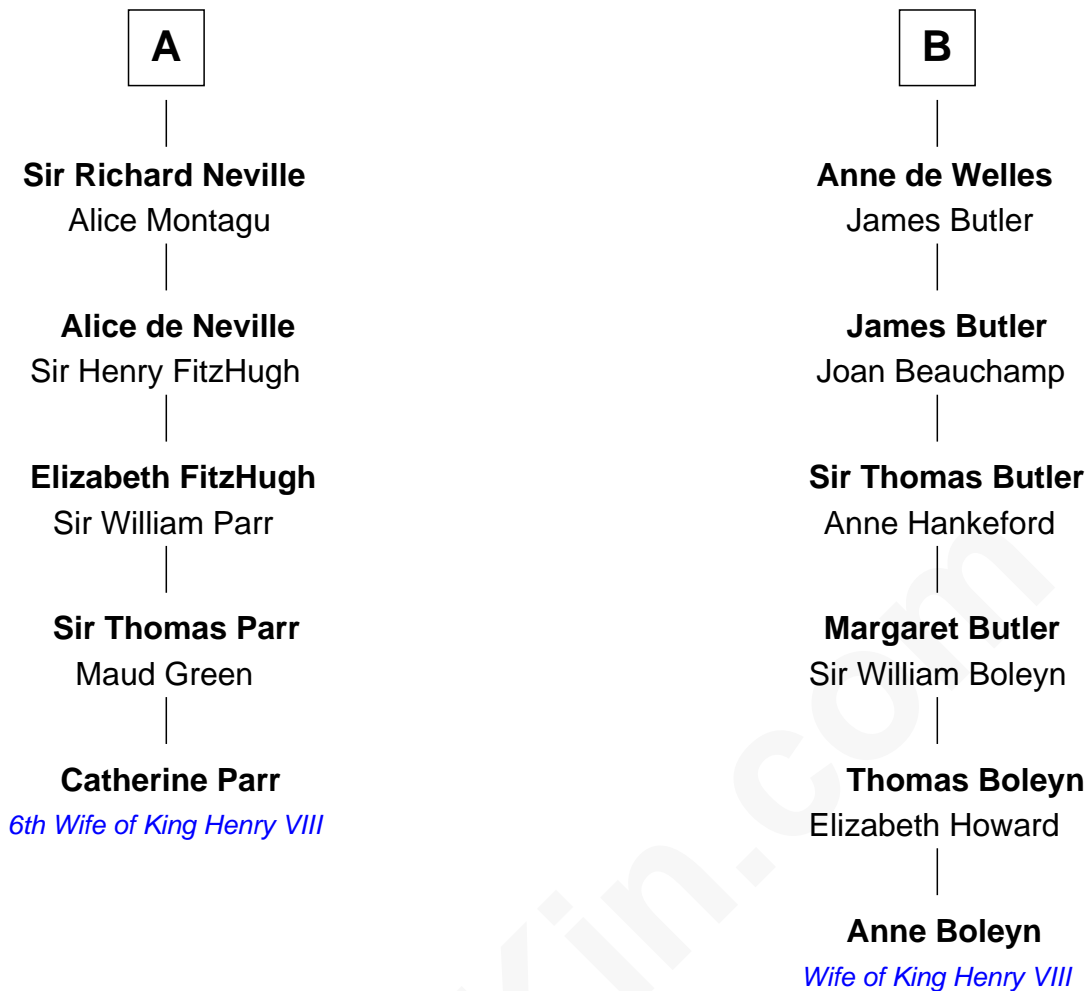 A
Sir Richard Neville
Alice Montagu
Alice de Neville
Sir Henry FitzHugh
Elizabeth FitzHugh
Sir William Parr
Sir Thomas Parr
Maud Green
Catherine Parr
6th Wife of King Henry VIII
B
Anne de Welles
James Butler
James Butler
Joan Beauchamp
Sir Thomas Butler
Anne Hankeford
Margaret Butler
Sir William Boleyn
Thomas Boleyn
Elizabeth Howard
Anne Boleyn
Wife of King Henry VIII